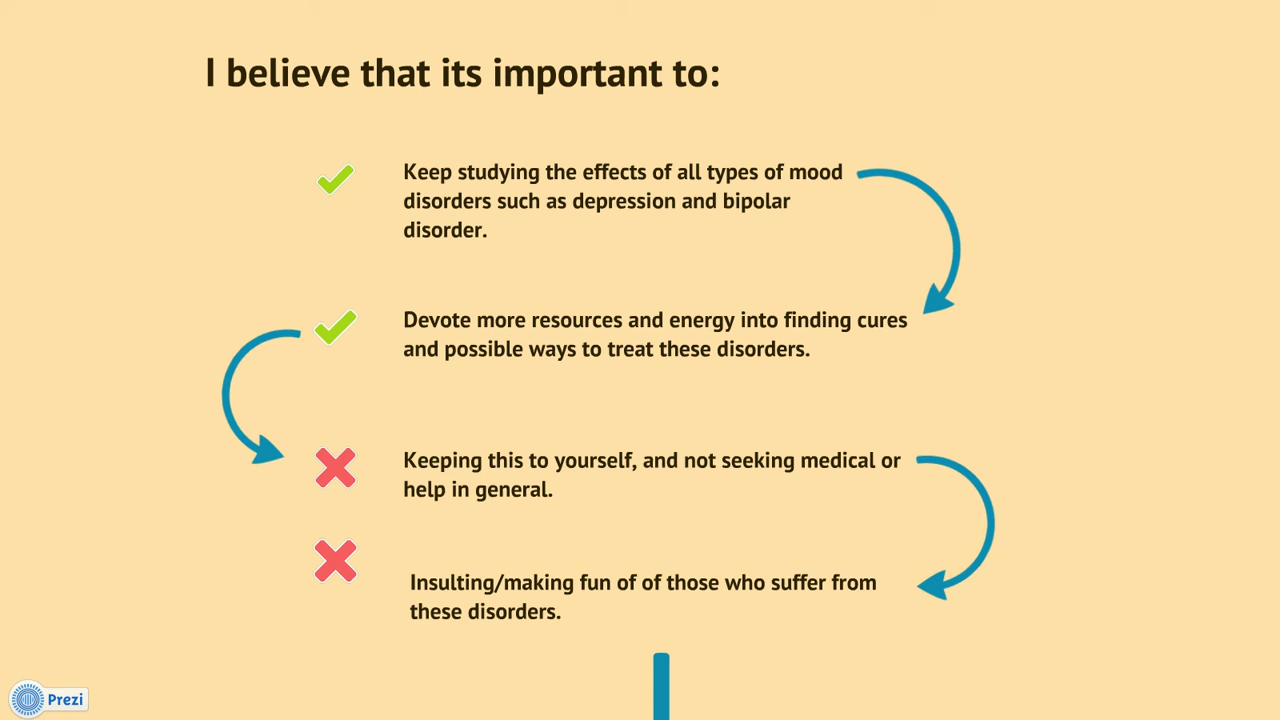 I believe that its important to:
Keep studying the effects of all types of mood
disorders such as depression and bipolar
disorder.
Devote more resources and energy into finding cures
and possible ways to treat these disorders.
Keeping this to yourself, and not seeking medical or
help in general.
Insulting/making fun of of those who suffer from
these disorders.
Prezi